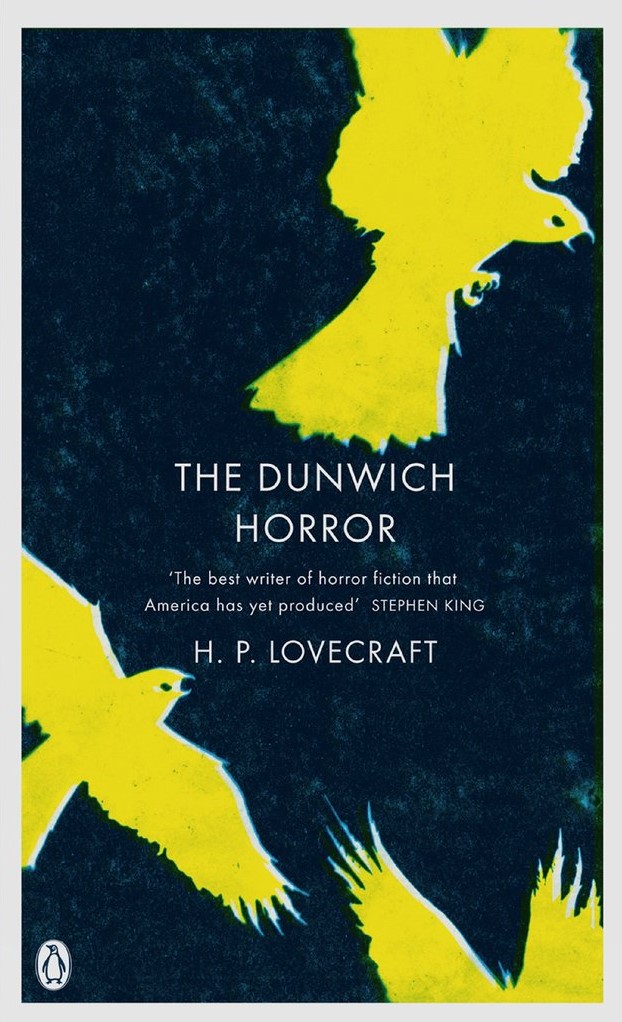 THE DUNWICH
HORROR
‘The best writer of horror fiction that
America has yet produced’ STEPHEN KING
H. P. LOVECRAFT